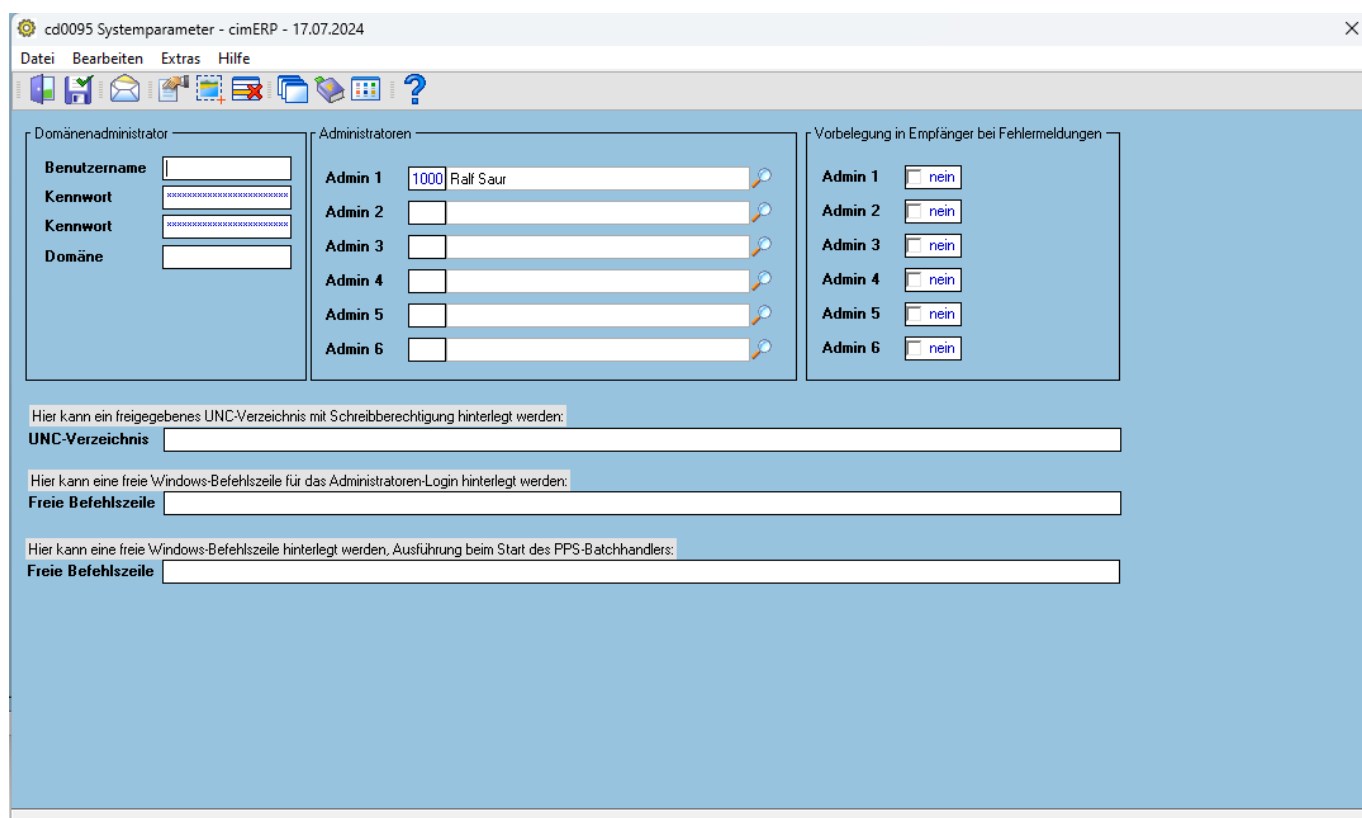 cd0095 Systemparameter - cimERP - 17.07.2024
Datei Bearbeiten Extras Hilfe
Domänenadministrator
Benutzername
Kennwort ************************
Kennwort ************************
Domäne
Administratoren
Admin 1 1000 Ralf Saur
Admin 2
Admin 3
Admin 4
Admin 5
Admin 6
Vorbelegung in Empfänger bei Fehlermeldungen
Admin 1 nein
Admin 2 nein
Admin 3 nein
Admin 4 nein
Admin 5 nein
Admin 6 nein
Hier kann ein freigegebenes UNC-Verzeichnis mit Schreibberechtigung hinterlegt werden:
UNC-Verzeichnis
Hier kann eine freie Windows-Befehlszeile für das Administratoren-Login hinterlegt werden:
Freie Befehlszeile
Hier kann eine freie Windows-Befehlszeile hinterlegt werden, Ausführung beim Start des PPS-Batchhandlers:
Freie Befehlszeile